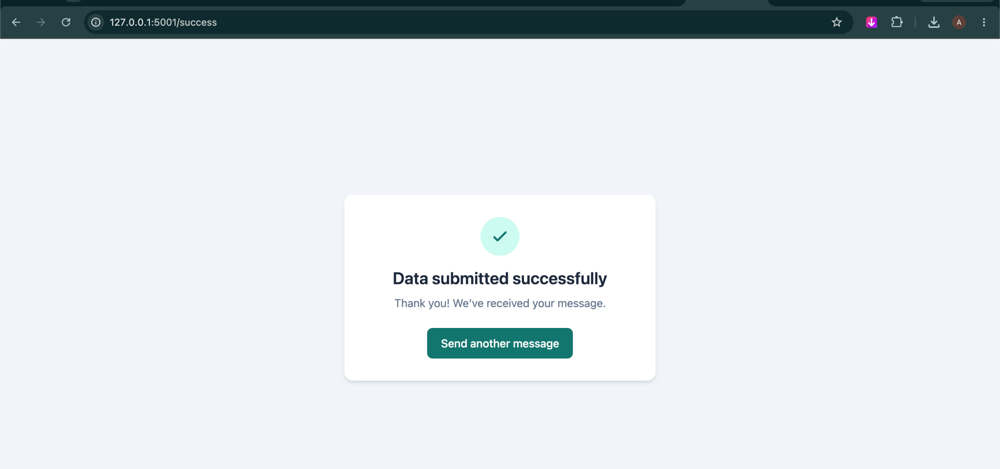 127.0.0.1:5001/success
A
Data submitted successfully
Thank you! We've received your message.
Send another message